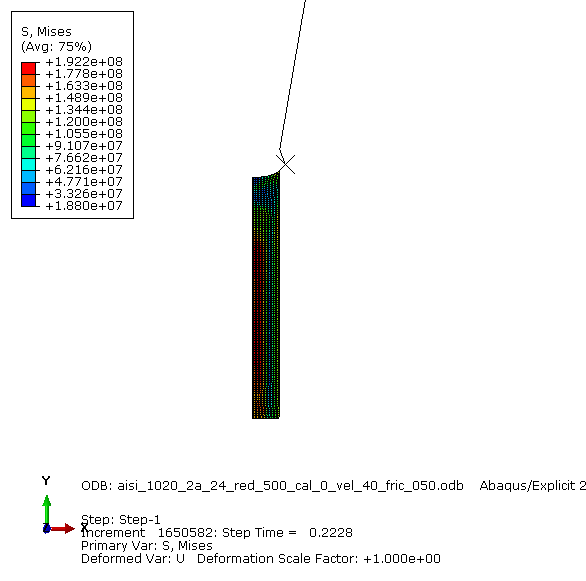 S, Mises
(Avg: 75%)
+1.922e+08
+1.778e+08
+1.633e+08
+1.489e+08
+1.344e+08
+1.200e+08
+1.055e+08
+9.107e+07
+7.662e+07
+6.216e+07
+4.771e+07
+3.326e+07
+1.880e+07
Y
X
ODB: aisi_1020_2a_24_red_500_cal_0_vel_40_fric_050.odb Abaqus/Explicit 2
Step: Step-1
Increment 1650582: Step Time = 0.2228
Primary Var: S, Mises
Deformed Var: U Deformation Scale Factor: +1.000e+00